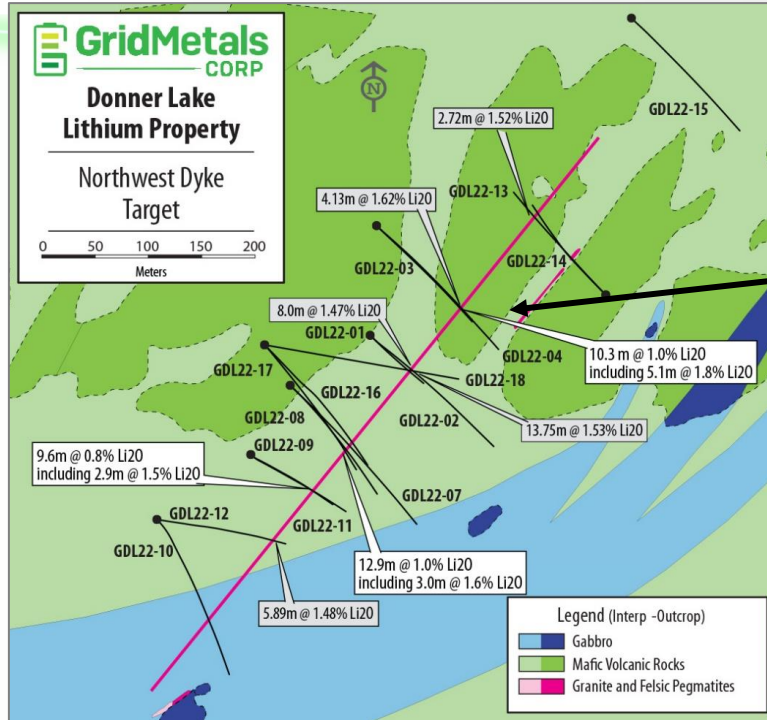 GridMetals
CORP
Donner Lake
Lithium Property
Northwest Dyke
Target
0 50 100 150 200
Meters
N
GDL22-15
2.72m @ 1.52% Li20
GDL22-13
4.13m @ 1.62% Li20
GDL22-14
GDL22-03
8.0m @ 1.47% Li20
GDL22-01
GDL22-04
10.3 m @ 1.0% Li20
including 5.1m @ 1.8% Li20
GDL22-17
GDL22-16
GDL22-18
GDL22-08
GDL22-02
13.75m @ 1.53% Li20
GDL22-09
9.6m @ 0.8% Li20
including 2.9m @ 1.5% Li20
GDL22-07
GDL22-12
GDL22-11
GDL22-10
12.9m @ 1.0% Li20
including 3.0m @ 1.6% Li20
5.89m @ 1.48% Li20
Legend (Interp -Outcrop)
Gabbro
Mafic Volcanic Rocks
Granite and Felsic Pegmatites